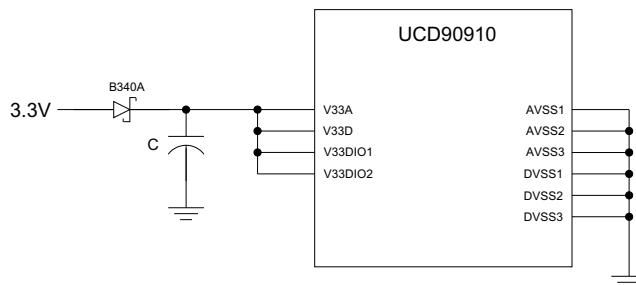 UCD90910
B340A
3.3V
V33A
AVSS1
V33D
AVSS2
C
V33DIO1
AVSS3
V33DIO2
DVSS1
DVSS2
DVSS3